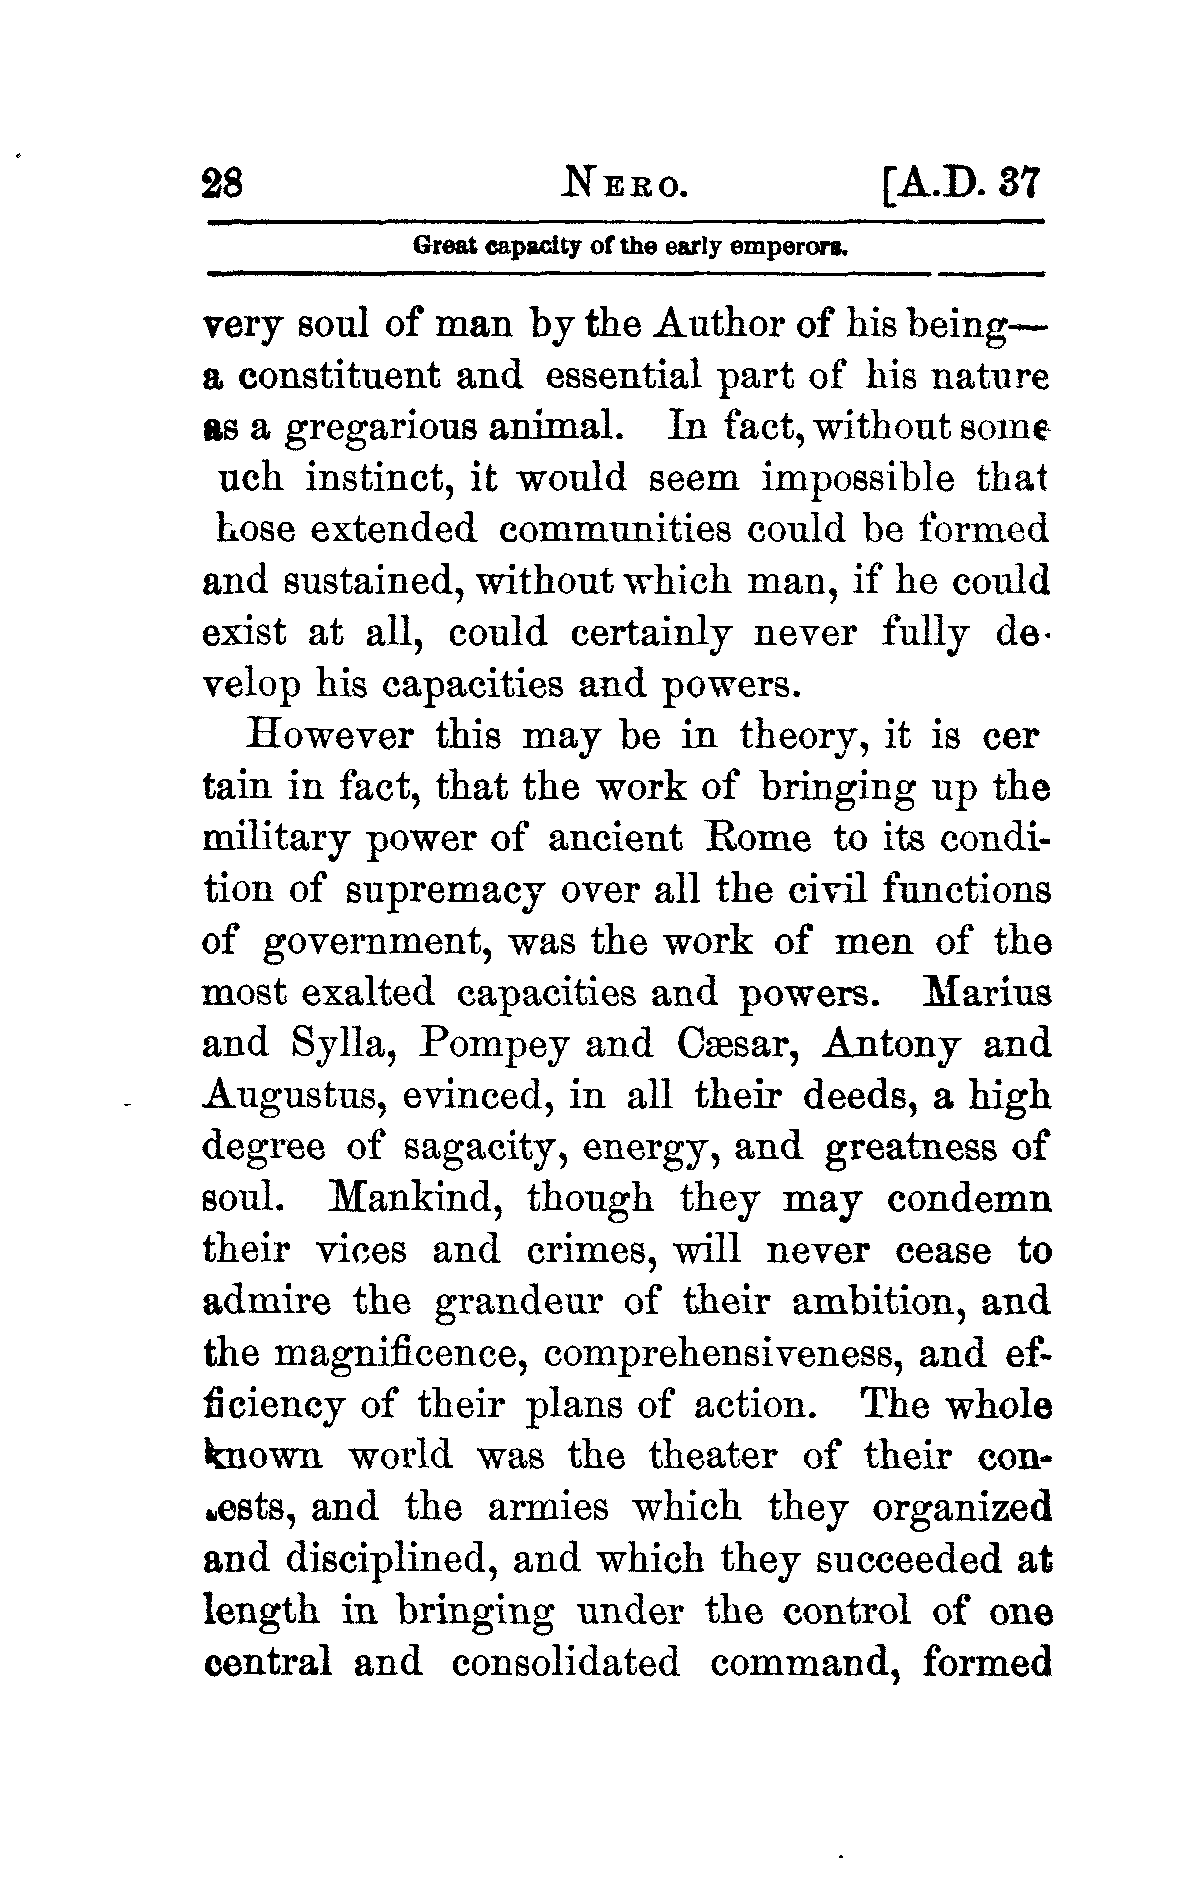 28 NERO. [A.D. 37
Great capacity of the early emperors.
very soul of man by the Author of his being—
a constituent and essential part of his nature
as a gregarious animal. In fact, without some
uch instinct, it would seem impossible that
hose extended communities could be formed
and sustained, without which man, if he could
exist at all, could certainly never fully de-
velop his capacities and powers.
However this may be in theory, it is cer
tain in fact, that the work of bringing up the
military power of ancient Rome to its condi-
tion of supremacy over all the civil functions
of government, was the work of men of the
most exalted capacities and powers. Marius
and Sylla, Pompey and Cæsar, Antony and
Augustus, evinced, in all their deeds, a high
degree of sagacity, energy, and greatness of
soul. Mankind, though they may condemn
their vices and crimes, will never cease to
admire the grandeur of their ambition, and
the magnificence, comprehensiveness, and ef-
ficiency of their plans of action. The whole
known world was the theater of their con-
ests, and the armies which they organized
and disciplined, and which they succeeded at
length in bringing under the control of one
central and consolidated command, formed